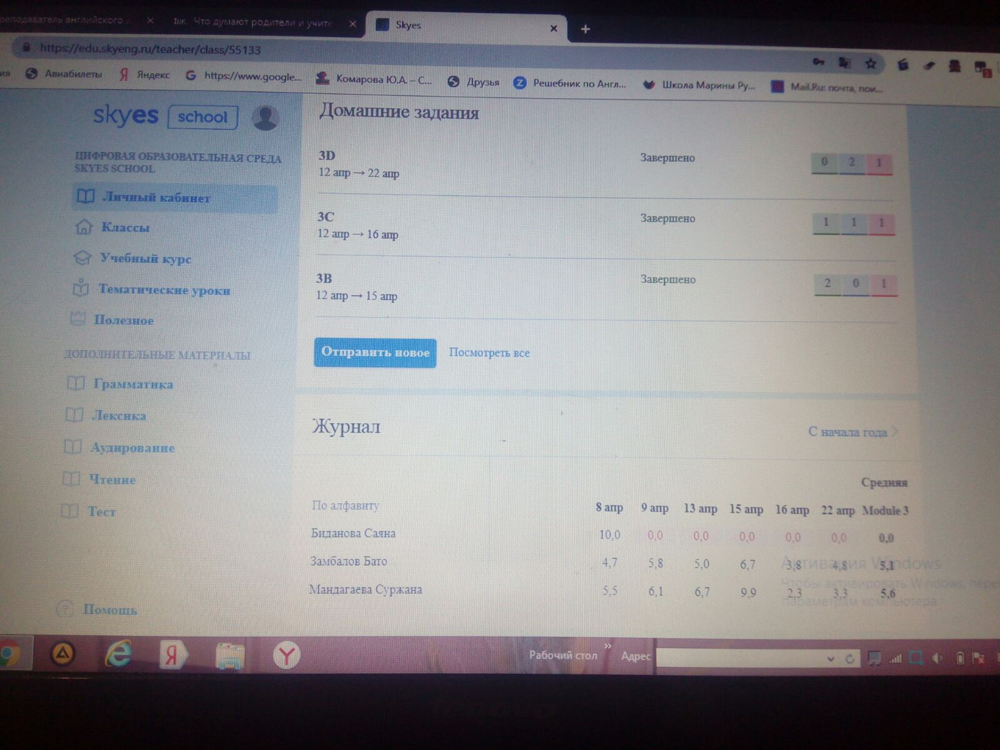 реподаватель английского
Что думают родители и учите
Skyes
https://edu.skyeng.ru/teacher/class/55133
ия
Авиабилеты
Яндекс
https://www.google...
Комарова Ю.А. – С...
Друзья
Решебник по Англ...
Школа Марины Ру...
Mail.Ru: почта, пои...
skyes school
ЦИФРОВАЯ ОБРАЗОВАТЕЛЬНАЯ СРЕДА
SKYES SCHOOL
Личный кабинет
Классы
Учебный курс
Тематические уроки
Полезное
ДОПОЛНИТЕЛЬНЫЕ МАТЕРИАЛЫ
Грамматика
Лексика
Аудирование
Чтение
Тест
Помощь
Домашние задания
3D Завершено 0 2 1
12 апр → 22 апр
3C Завершено 1 1 1
12 апр → 16 апр
3B Завершено 2 0 1
12 апр → 15 апр
Отправить новое Посмотреть все
Журнал С начала года
Средняя
По алфавиту 8 апр 9 апр 13 апр 15 апр 16 апр 22 апр Module 3
Биданова Саяна 10,0 0,0 0,0 0,0 0,0 0,0 0,0
Замбалов Бато 4,7 5,8 5,0 6,7 3,8 4,8 5,1
Мандагаева Суржана 5,5 6,1 6,7 9,9 2,3 3,3 5,6
Активация Windows
Чтобы активировать Windows, пере
параметрам компьютера.
Рабочий стол » Адрес